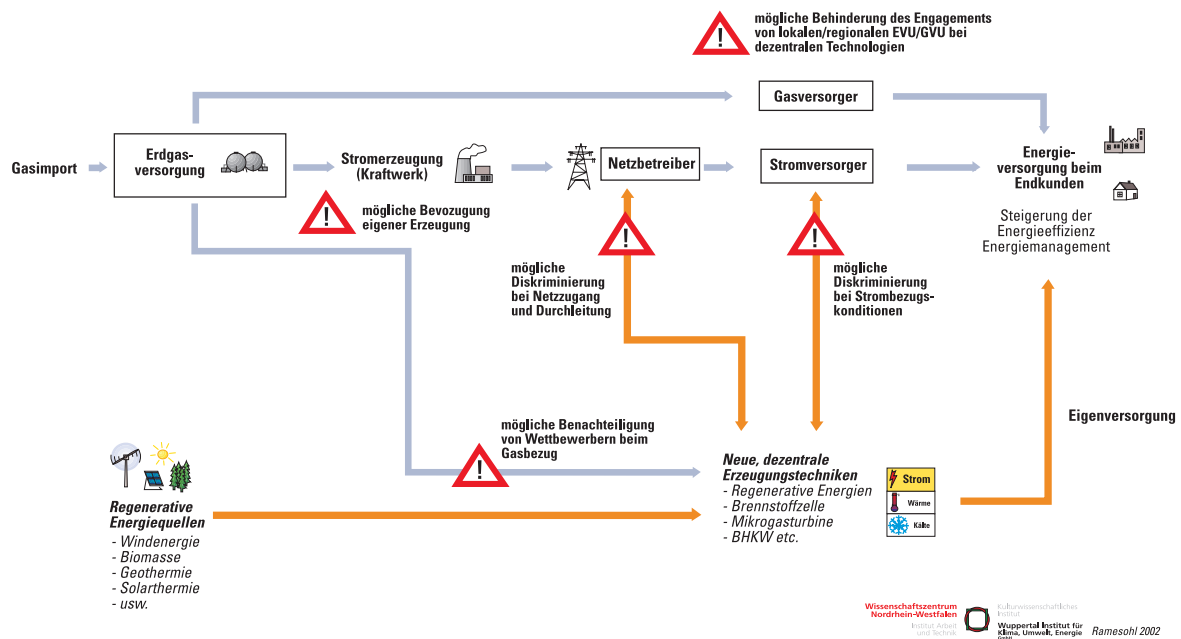 !
mögliche Behinderung des Engagements
von lokalen/regionalen EVU/GVU bei
dezentralen Technologien
Gasversorger
Gasimport
Erdgas-
versorgung
Stromerzeugung
(Kraftwerk)
Netzbetreiber
Stromversorger
Energie-
versorgung beim
Endkunden
Steigerung der
Energieeffizienz
Energiemanagement
!
mögliche Bevozugung
eigener Erzeugung
!
mögliche
Diskriminierung
bei Netzzugang
und Durchleitung
!
mögliche
Diskriminierung
bei Strombezugs-
konditionen
Eigenversorgung
!
mögliche Benachteiligung
von Wettbewerbern beim
Gasbezug
Regenerative
Energiequellen
- Windenergie
- Biomasse
- Geothermie
- Solarthermie
- usw.
Neue, dezentrale
Erzeugungstechniken
- Regenerative Energien
- Brennstoffzelle
- Mikrogasturbine
- BHKW etc.
Strom
Wärme
Kälte
Wissenschaftszentrum
Nordrhein-Westfalen
Institut Arbeit
und Technik
Kulturwissenschaftliches
Institut
Wuppertal Institut für
Klima, Umwelt, Energie
GmbH
Ramesohl 2002